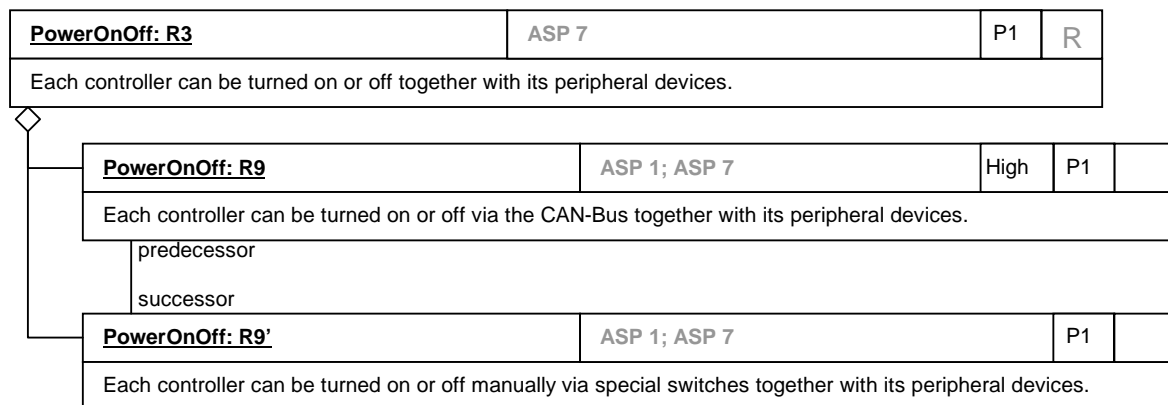 PowerOnOff: R3 ASP 7 P1 R
Each controller can be turned on or off together with its peripheral devices.
PowerOnOff: R9 ASP 1; ASP 7 High P1
Each controller can be turned on or off via the CAN-Bus together with its peripheral devices.
predecessor
successor
PowerOnOff: R9’ ASP 1; ASP 7 P1
Each controller can be turned on or off manually via special switches together with its peripheral devices.